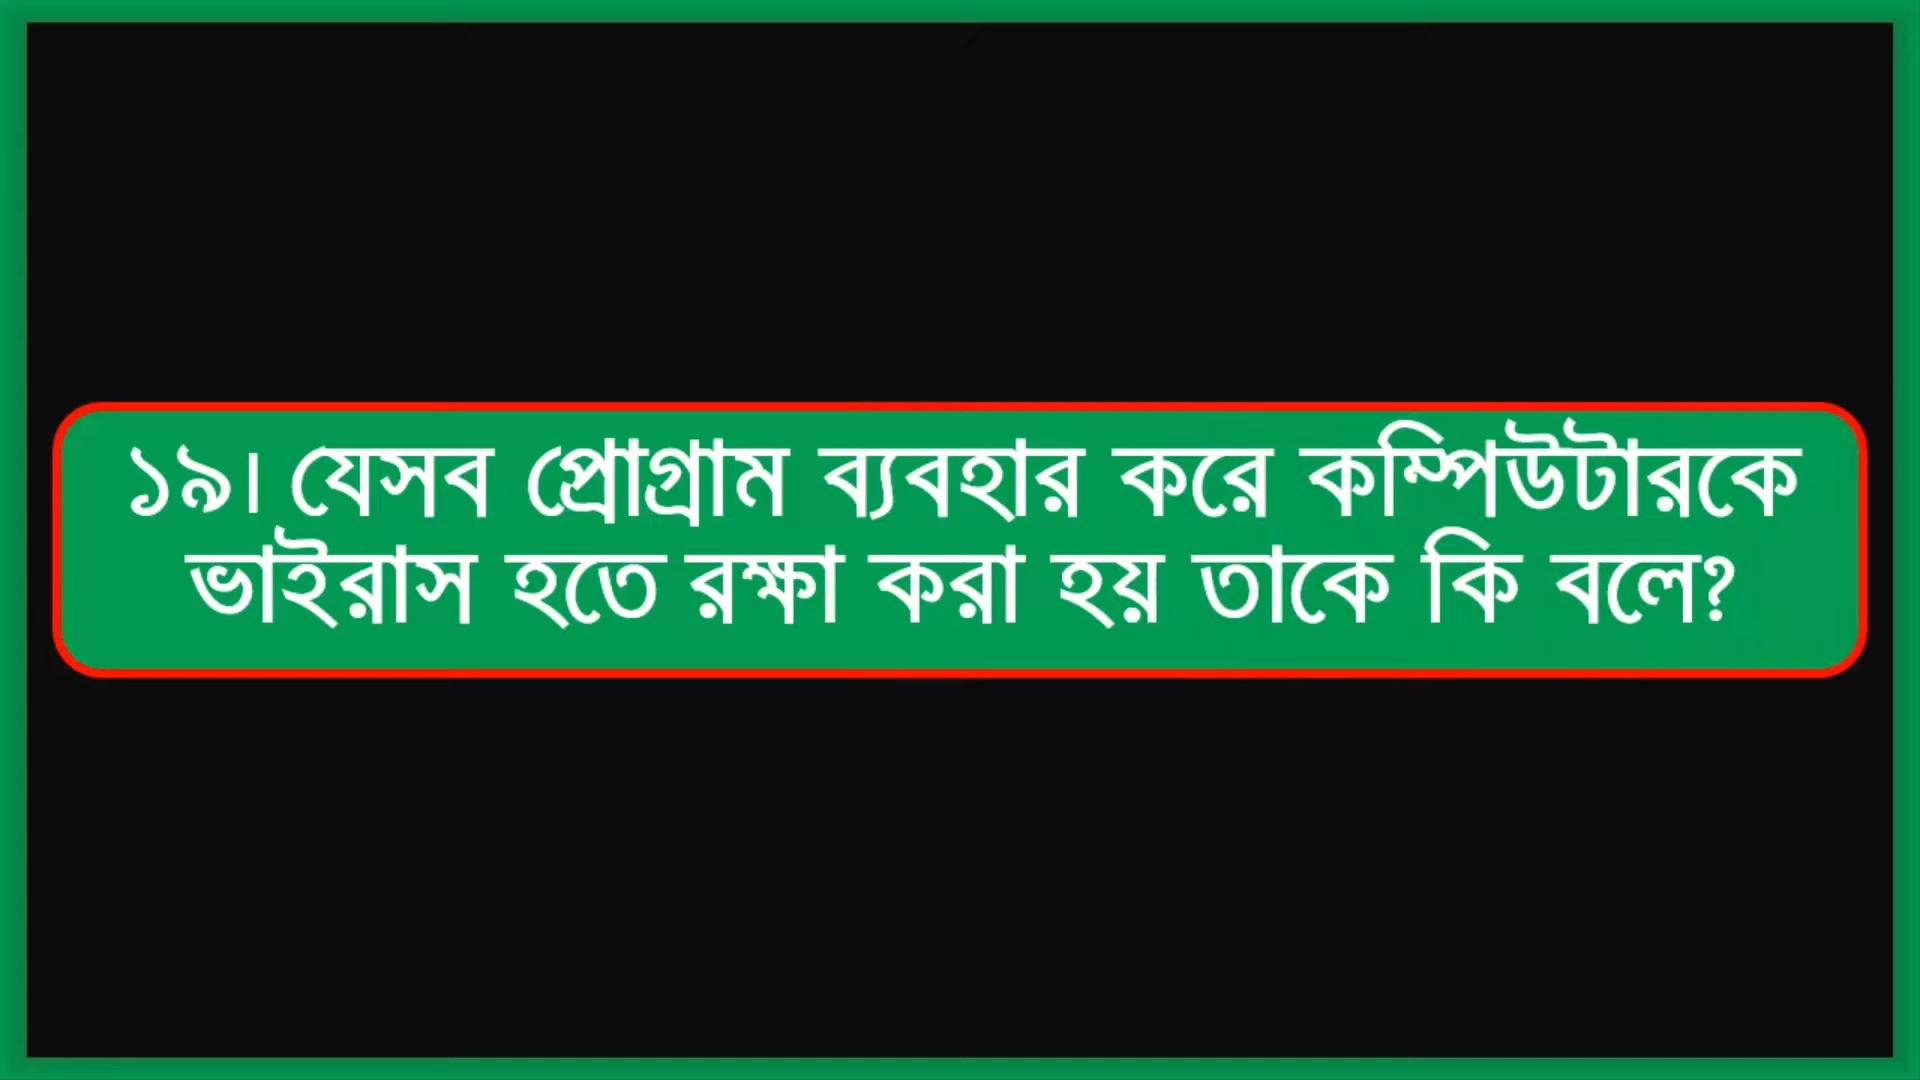 ১৯। যেসব প্রোগ্রাম ব্যবহার করে কম্পিউটারকে
ভাইরাস হতে রক্ষা করা হয় তাকে কি বলে?